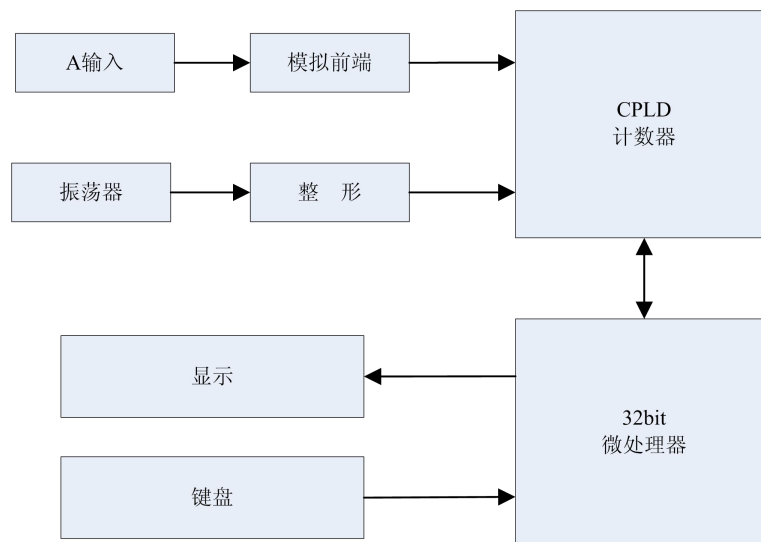 A输入
模拟前端
CPLD
计数器
振荡器
整 形
显示
32bit
微处理器
键盘